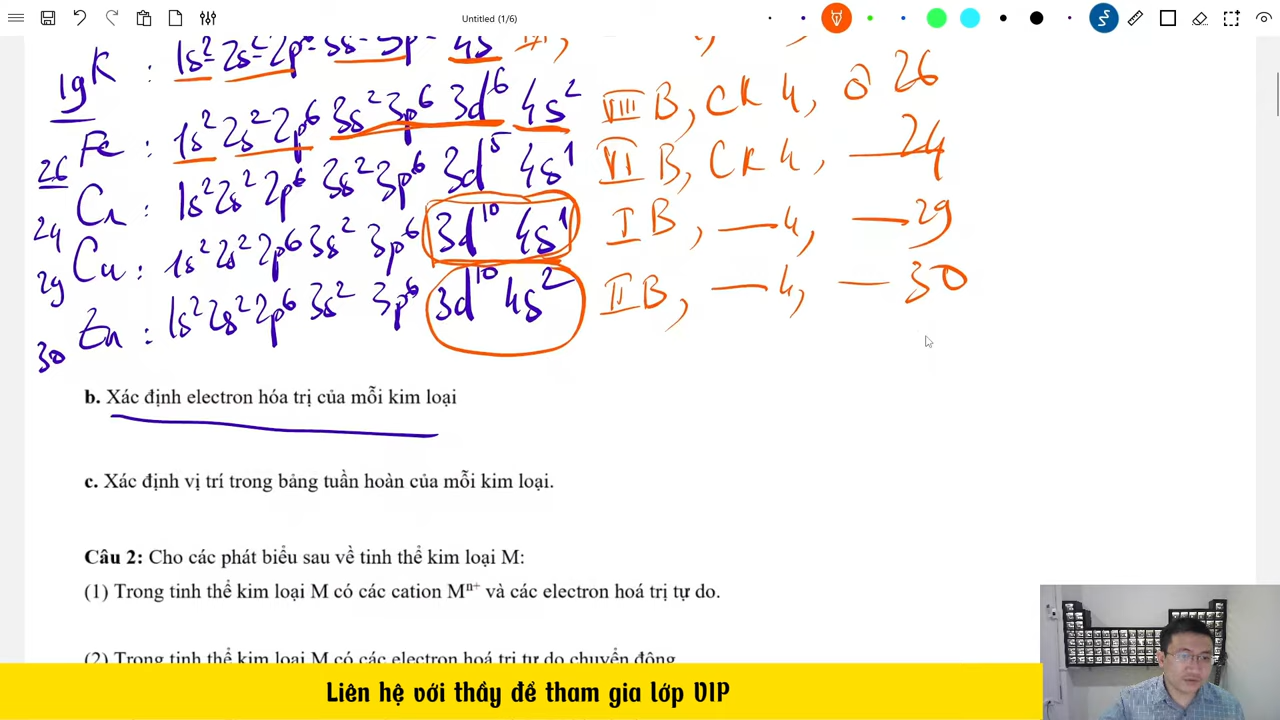 Untitled (1/6)
19 K : 1s² 2s² 2p⁶ 3s² 3p⁶ 4s¹
26 Fe : 1s² 2s² 2p⁶ 3s² 3p⁶ 3d⁶ 4s² VIII B, CK 4, ô 26
24 Cr : 1s² 2s² 2p⁶ 3s² 3p⁶ 3d⁵ 4s¹ VI B, CK 4, — 24
29 Cu : 1s² 2s² 2p⁶ 3s² 3p⁶ 3d¹⁰ 4s¹ I B, — 4, — 29
30 Zn : 1s² 2s² 2p⁶ 3s² 3p⁶ 3d¹⁰ 4s² II B, — 4, — 30
b. Xác định electron hóa trị của mỗi kim loại
c. Xác định vị trí trong bảng tuần hoàn của mỗi kim loại.
Câu 2: Cho các phát biểu sau về tinh thể kim loại M:
(1) Trong tinh thể kim loại M có các cation Mⁿ⁺ và các electron hoá trị tự do.
(2) Trong tinh thể kim loại M có các electron hoá trị tự do chuyển động
Liên hệ với thầy để tham gia lớp VIP